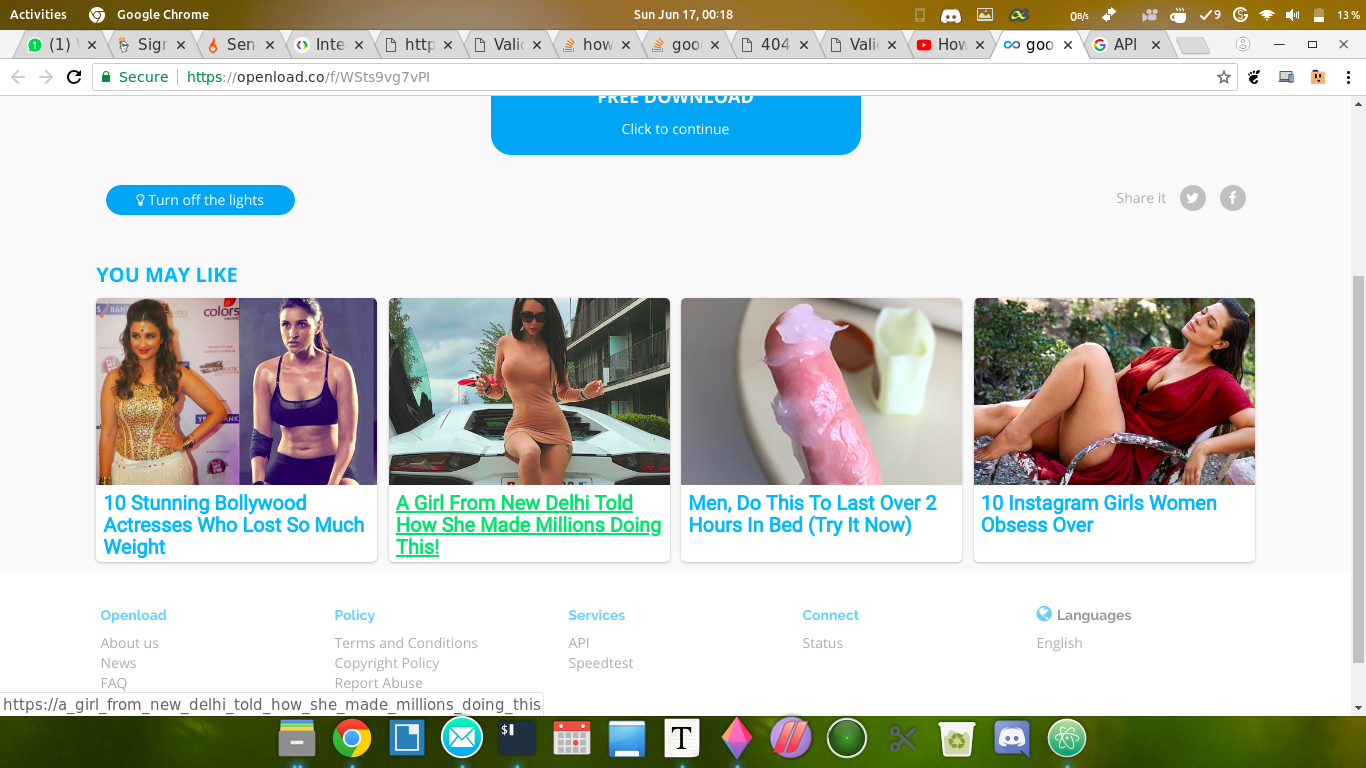 Activities Google Chrome Sun Jun 17, 00:18 0B/s 9 13 %
(1) Sign Sen Inte http Valid how goo 404 Valid How goo API
Secure https://openload.co/f/WSts9vg7vPI
FREE DOWNLOAD
Click to continue
Turn off the lights
Share it
YOU MAY LIKE
colors
YES BANK
10 Stunning Bollywood
Actresses Who Lost So Much
Weight
A Girl From New Delhi Told
How She Made Millions Doing
This!
Men, Do This To Last Over 2
Hours In Bed (Try It Now)
10 Instagram Girls Women
Obsess Over
Openload Policy Services Connect Languages
About us Terms and Conditions API Status English
News Copyright Policy Speedtest
FAQ Report Abuse
https://a_girl_from_new_delhi_told_how_she_made_millions_doing_this
$ T